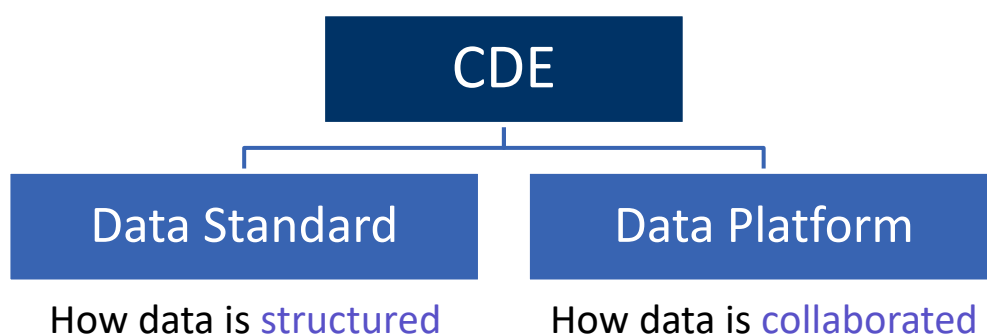 CDE
Data Standard
Data Platform
How data is structured
How data is collaborated